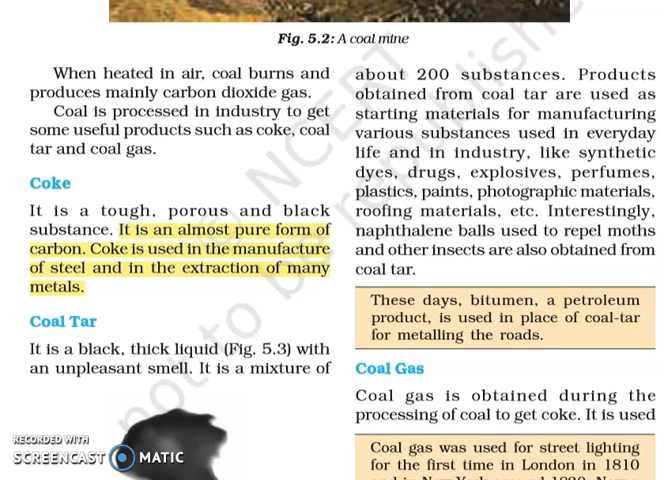 Fig. 5.2: A coal mine
When heated in air, coal burns and
produces mainly carbon dioxide gas.
Coal is processed in industry to get
some useful products such as coke, coal
tar and coal gas.
Coke
It is a tough, porous and black
substance. It is an almost pure form of
carbon. Coke is used in the manufacture
of steel and in the extraction of many
metals.
Coal Tar
It is a black, thick liquid (Fig. 5.3) with
an unpleasant smell. It is a mixture of
about 200 substances. Products
obtained from coal tar are used as
starting materials for manufacturing
various substances used in everyday
life and in industry, like synthetic
dyes, drugs, explosives, perfumes,
plastics, paints, photographic materials,
roofing materials, etc. Interestingly,
naphthalene balls used to repel moths
and other insects are also obtained from
coal tar.
These days, bitumen, a petroleum
product, is used in place of coal-tar
for metalling the roads.
Coal Gas
Coal gas is obtained during the
processing of coal to get coke. It is used
Coal gas was used for street lighting
for the first time in London in 1810
© NCERT
not to be republished
RECORDED WITH
SCREENCAST MATIC